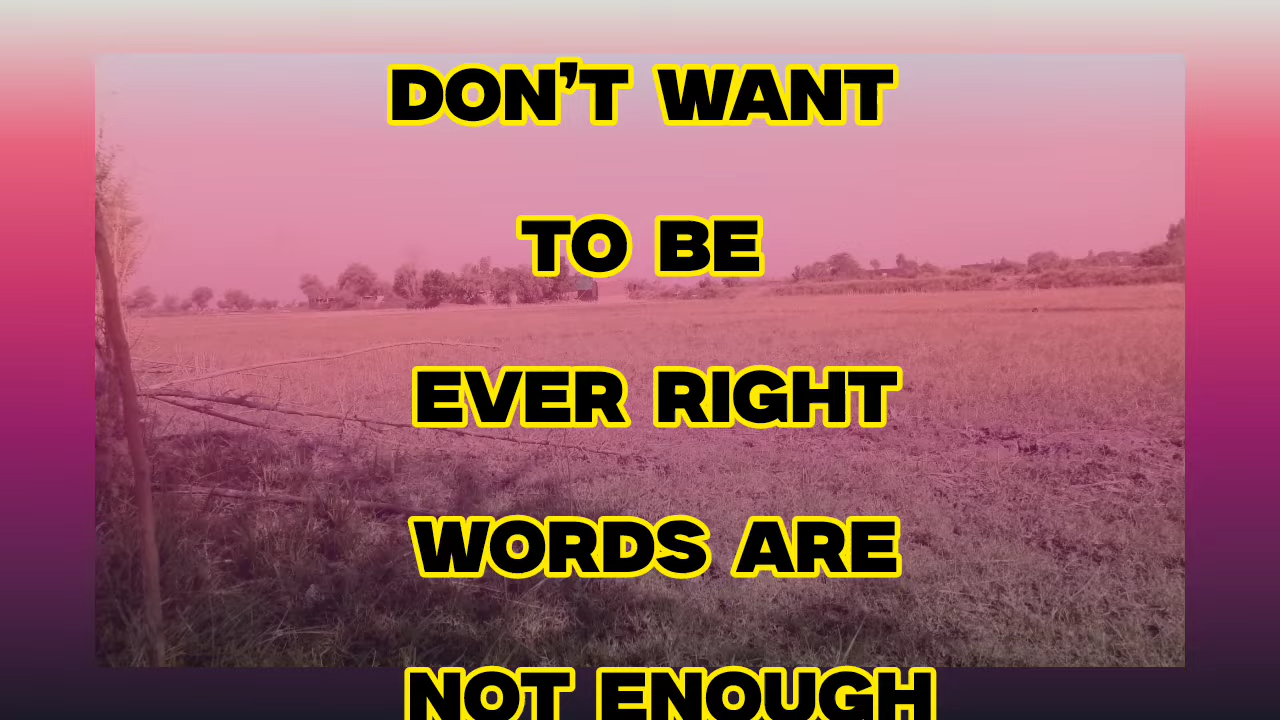 DON'T WANT
TO BE
EVER RIGHT
WORDS ARE
NOT ENOUGH